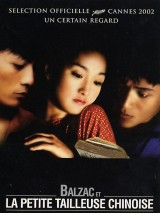 SELECTION OFFICIELLE CANNES 2002
UN CERTAIN REGARD
BALZAC ET
LA PETITE TAILLEUSE CHINOISE